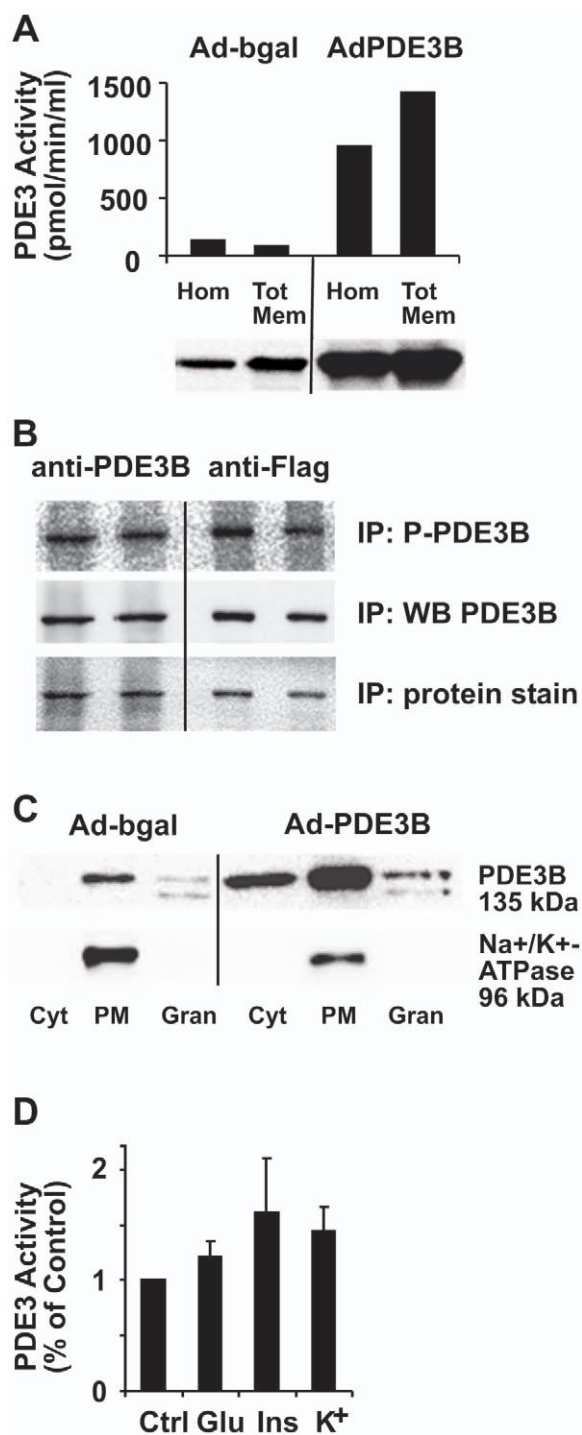 A
Ad-bgal AdPDE3B
PDE3 Activity
(pmol/min/ml)
1500
1000
500
0
Hom Tot Hom Tot
Mem Mem
B
anti-PDE3B anti-Flag
IP: P-PDE3B
IP: WB PDE3B
IP: protein stain
C
Ad-bgal Ad-PDE3B
PDE3B
135 kDa
Na+/K+-
ATPase
96 kDa
Cyt PM Gran Cyt PM Gran
D
PDE3 Activity
(% of Control)
2
1
0
Ctrl Glu Ins K+